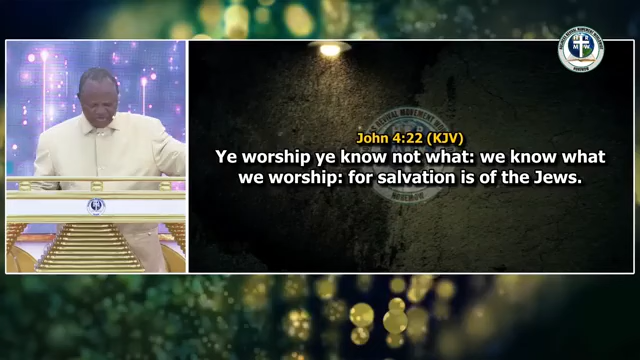 John 4:22 (KJV)
Ye worship ye know not what: we know what
we worship: for salvation is of the Jews.